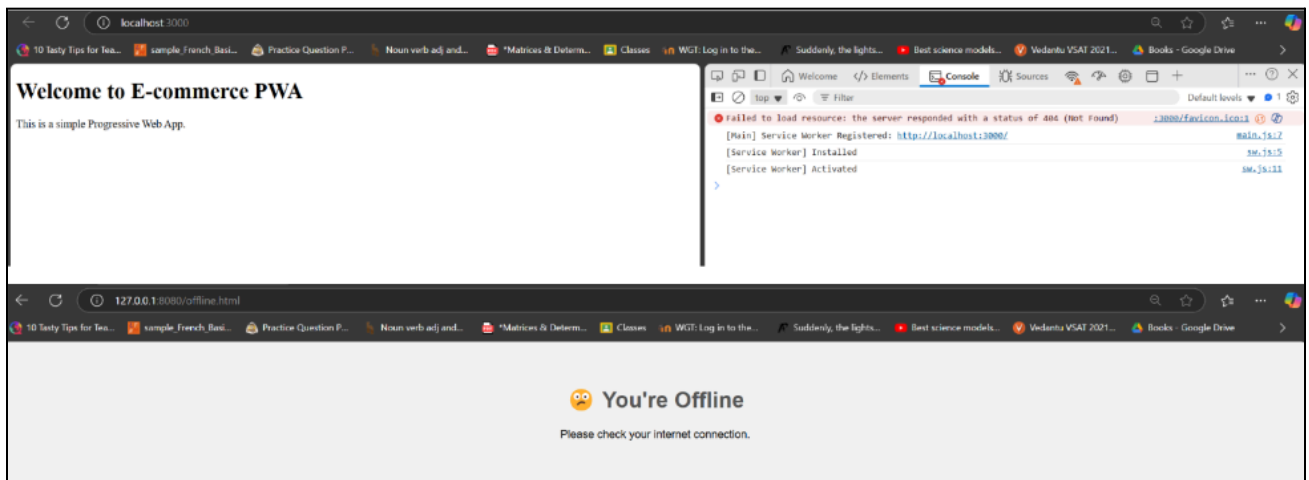 localhost:3000
10 Tasty Tips for Tea... sample_French_Basi... Practice Question P... Noun verb adj and... *Matrices & Determ... Classes WGT: Log in to the... Suddenly, the lights... Best science models... Vedantu VSAT 2021... Books - Google Drive
Welcome to E-commerce PWA
This is a simple Progressive Web App.
Welcome Elements Console Sources
top Filter Default levels 1
Failed to load resource: the server responded with a status of 404 (Not Found) :3000/favicon.ico:1
[Main] Service Worker Registered: http://localhost:3000/ main.js:7
[Service Worker] Installed sw.js:5
[Service Worker] Activated sw.js:11
127.0.0.1:8080/offline.html
10 Tasty Tips for Tea... sample_French_Basi... Practice Question P... Noun verb adj and... *Matrices & Determ... Classes WGT: Log in to the... Suddenly, the lights... Best science models... Vedantu VSAT 2021... Books - Google Drive
You're Offline
Please check your internet connection.